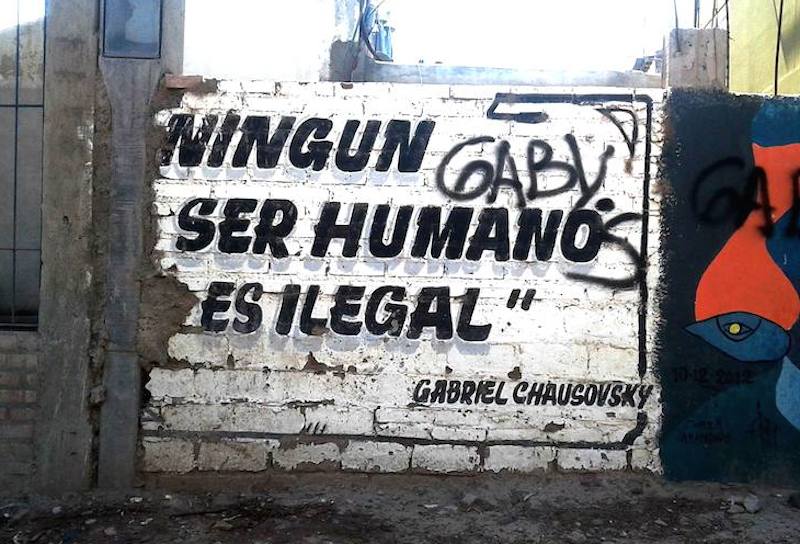 NINGUN GABY.S
SER HUMANO
ES ILEGAL"
GABRIEL CHAUSOVSKY
10-12-2012